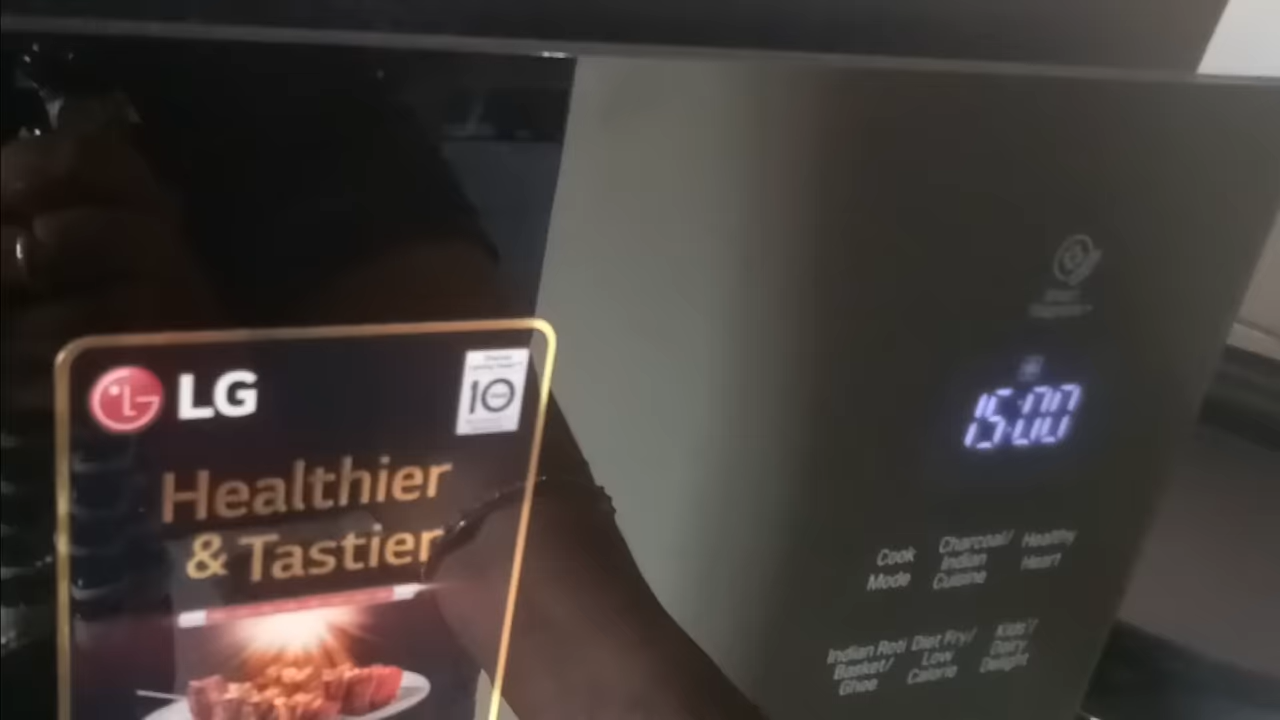 LG
10
Healthier
& Tastier
15:00
Cook
Mode
Charcoal/
Indian
Cuisine
Healthy
Heart
Indian Roti
Basket/
Ghee
Diet Fry/
Low
Calorie
Kids'/
Dairy
Delight